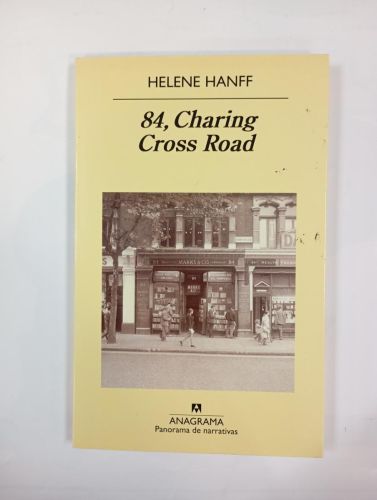 HELENE HANFF
84, Charing
Cross Road
MARKS & CO.
84
ANAGRAMA
Panorama de narrativas